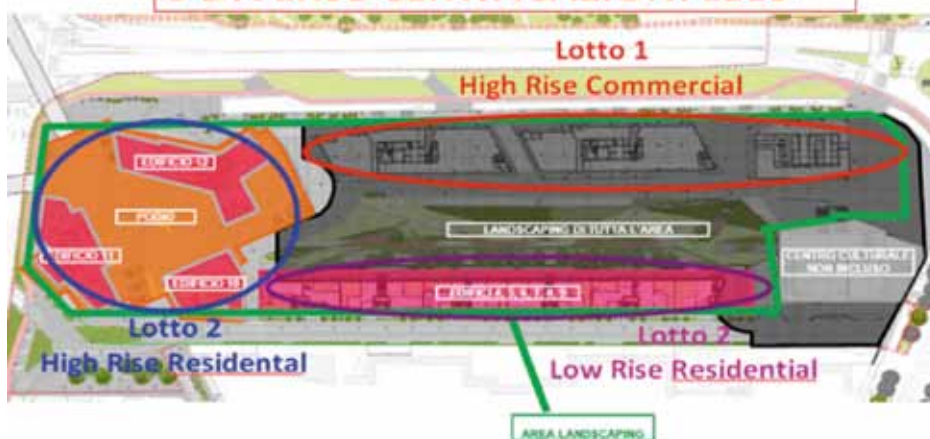 Lotto 1
High Rise Commercial
EDIFICIO 12
PODIO
LANDSCAPING DI TUTTA L'AREA
CENTRO CULTURALE
NON INCLUSO
EDIFICIO 11
EDIFICIO 10
Lotto 2
High Rise Residental
Lotto 2
Low Rise Residential
AREA LANDSCAPING